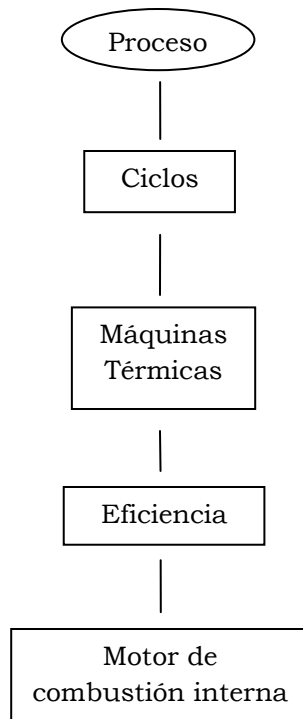 Proceso
Ciclos
Máquinas
Térmicas
Eficiencia
Motor de
combustión interna